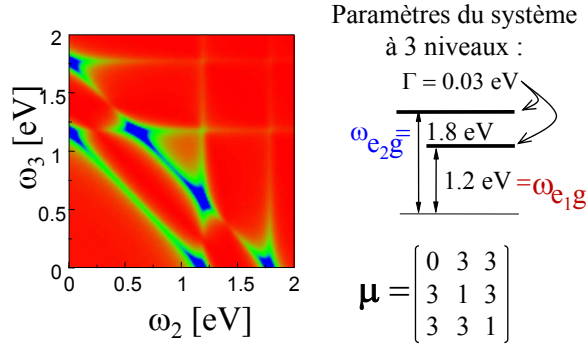 Paramètres du système
à 3 niveaux :
Γ = 0.03 eV
ωe2g= 1.8 eV
1.2 eV =ωe1g
μ =
0 3 3
3 1 3
3 3 1
2
1.5
1
0.5
0
ω3 [eV]
0 0.5 1 1.5 2
ω2 [eV]